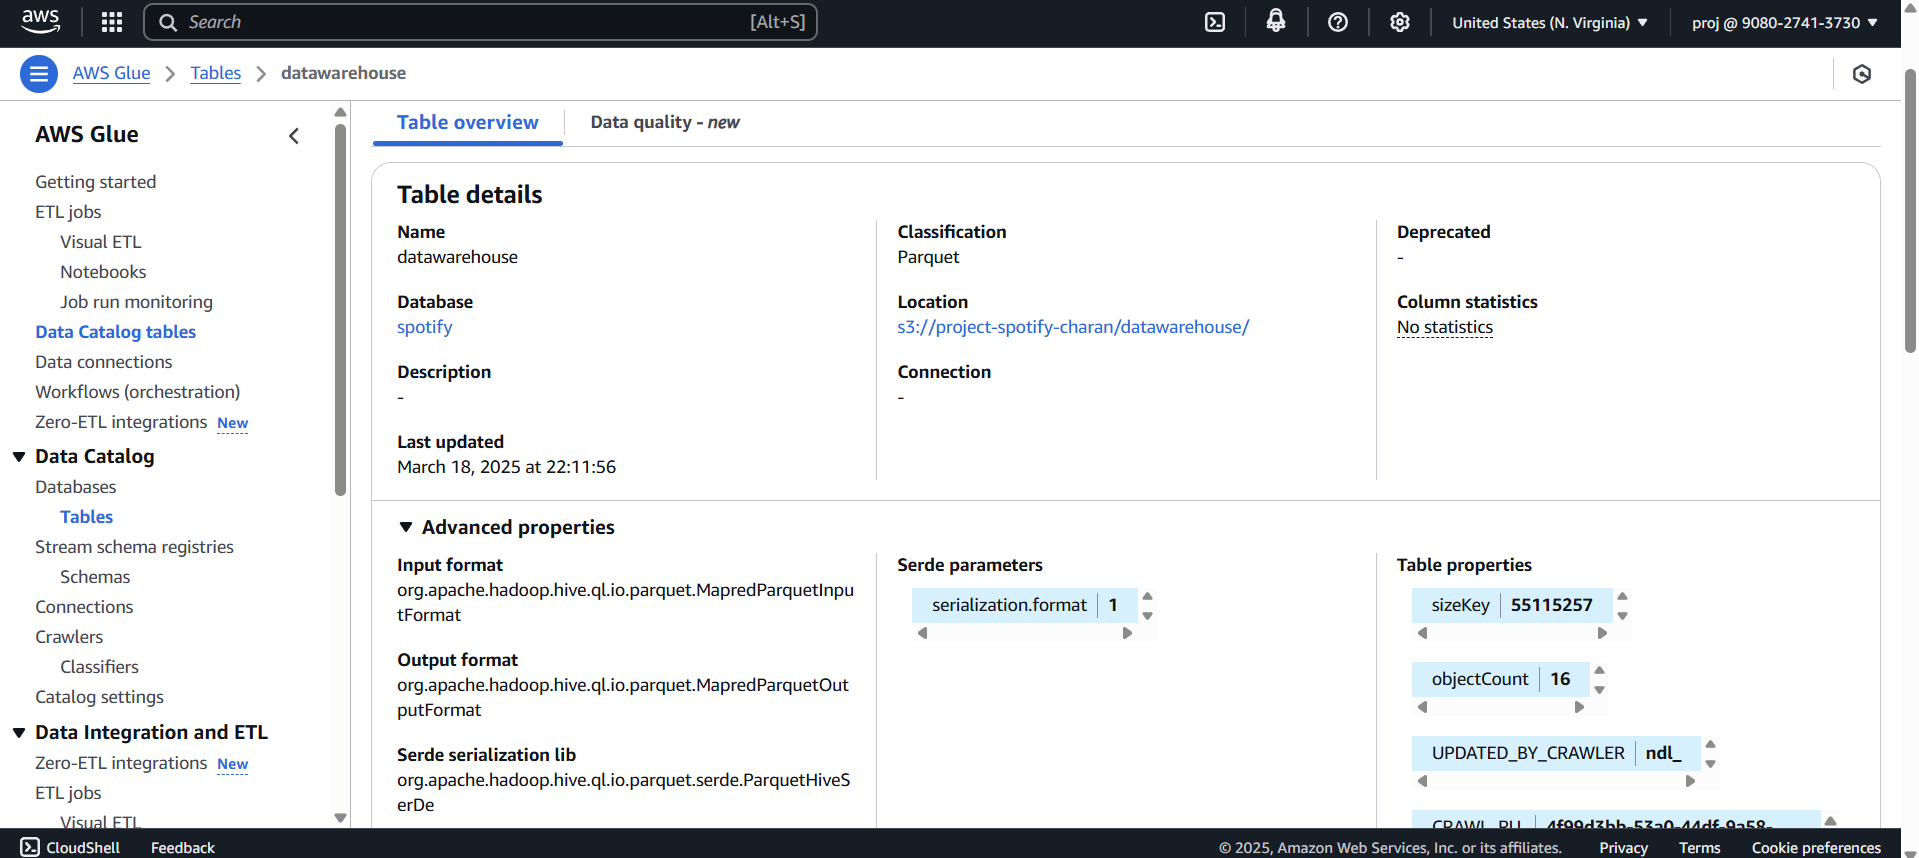 aws
Search [Alt+S]
United States (N. Virginia) ▼
proj @ 9080-2741-3730 ▼
AWS Glue > Tables > datawarehouse
AWS Glue
Getting started
ETL jobs
Visual ETL
Notebooks
Job run monitoring
Data Catalog tables
Data connections
Workflows (orchestration)
Zero-ETL integrations New
Data Catalog
Databases
Tables
Stream schema registries
Schemas
Connections
Crawlers
Classifiers
Catalog settings
Data Integration and ETL
Zero-ETL integrations New
ETL jobs
Visual ETL
Table overview
Data quality - new
Table details
Name
datawarehouse
Database
spotify
Description
-
Last updated
March 18, 2025 at 22:11:56
Classification
Parquet
Location
s3://project-spotify-charan/datawarehouse/
Connection
-
Deprecated
-
Column statistics
No statistics
Advanced properties
Input format
org.apache.hadoop.hive.ql.io.parquet.MapredParquetInpu
tFormat
Output format
org.apache.hadoop.hive.ql.io.parquet.MapredParquetOut
putFormat
Serde serialization lib
org.apache.hadoop.hive.ql.io.parquet.serde.ParquetHiveS
erDe
Serde parameters
serialization.format 1
Table properties
sizeKey 55115257
objectCount 16
UPDATED_BY_CRAWLER ndl_
CRAWL_RU 4f99d3bb-53a0-44df-9a58-
CloudShell
Feedback
© 2025, Amazon Web Services, Inc. or its affiliates.
Privacy
Terms
Cookie preferences